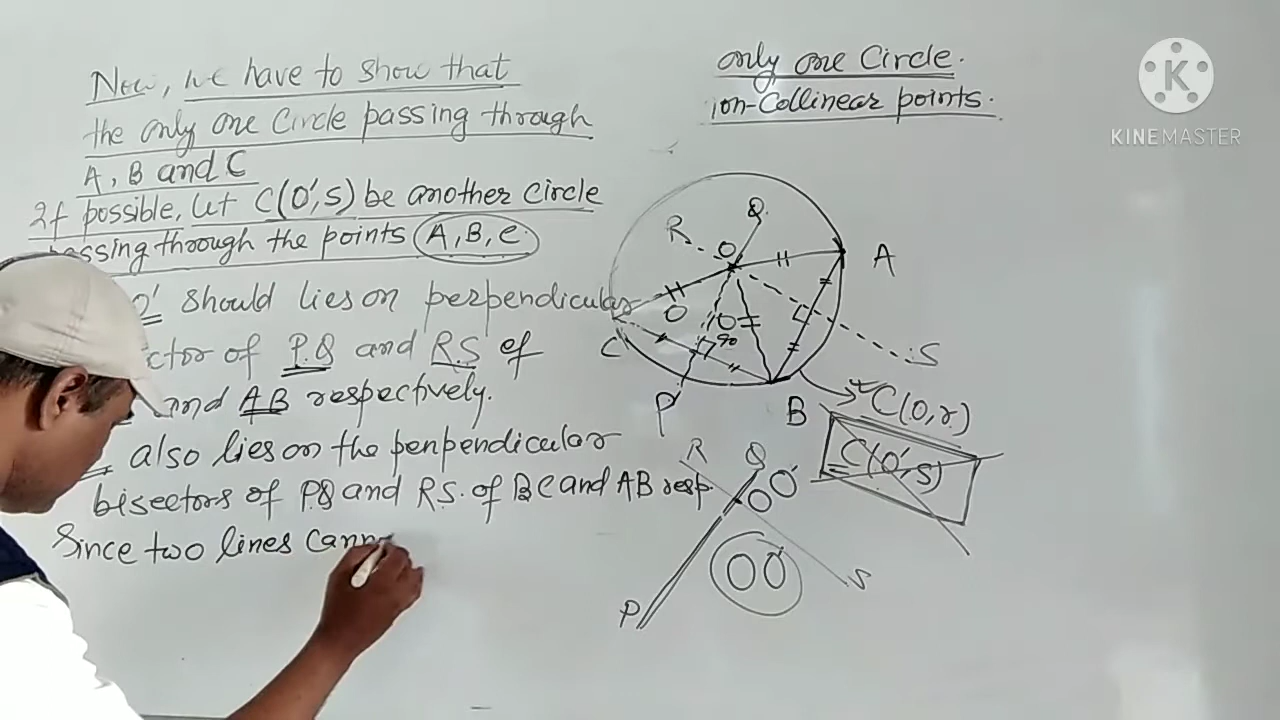 Now, we have to show that
the only one Circle passing through
A, B and C
If possible, Let C(O',S) be another circle
passing through the points A, B, C
O' should lies on perpendicular
ctor of P.Q and R.S of
and AB respectively.
also lies on the perpendicular
bisectors of PQ and RS. of BC and AB resp.
Since two lines cann
only one Circle.
ion-Collinear points.
K
KINEMASTER
Q
R
O
A
O
O
90
S
C
P
B
C(O,r)
C(O',S)
R
Q
O O'
O O'
S
P